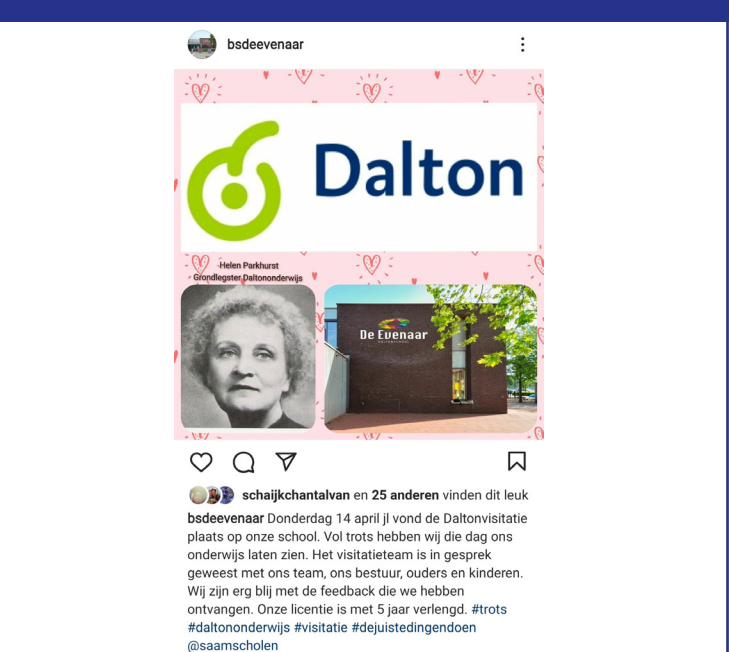 bsdeevenaar
Dalton
Helen Parkhurst
Grondlegster Daltononderwijs
De Evenaar
DALTONSCHOOL
schaijkchantalvan en 25 anderen vinden dit leuk
bsdeevenaar Donderdag 14 april jl vond de Daltonvisitatie
plaats op onze school. Vol trots hebben wij die dag ons
onderwijs laten zien. Het visitatieteam is in gesprek
geweest met ons team, ons bestuur, ouders en kinderen.
Wij zijn erg blij met de feedback die we hebben
ontvangen. Onze licentie is met 5 jaar verlengd. #trots
#daltononderwijs #visitatie #dejuistedingendoen
@saamscholen